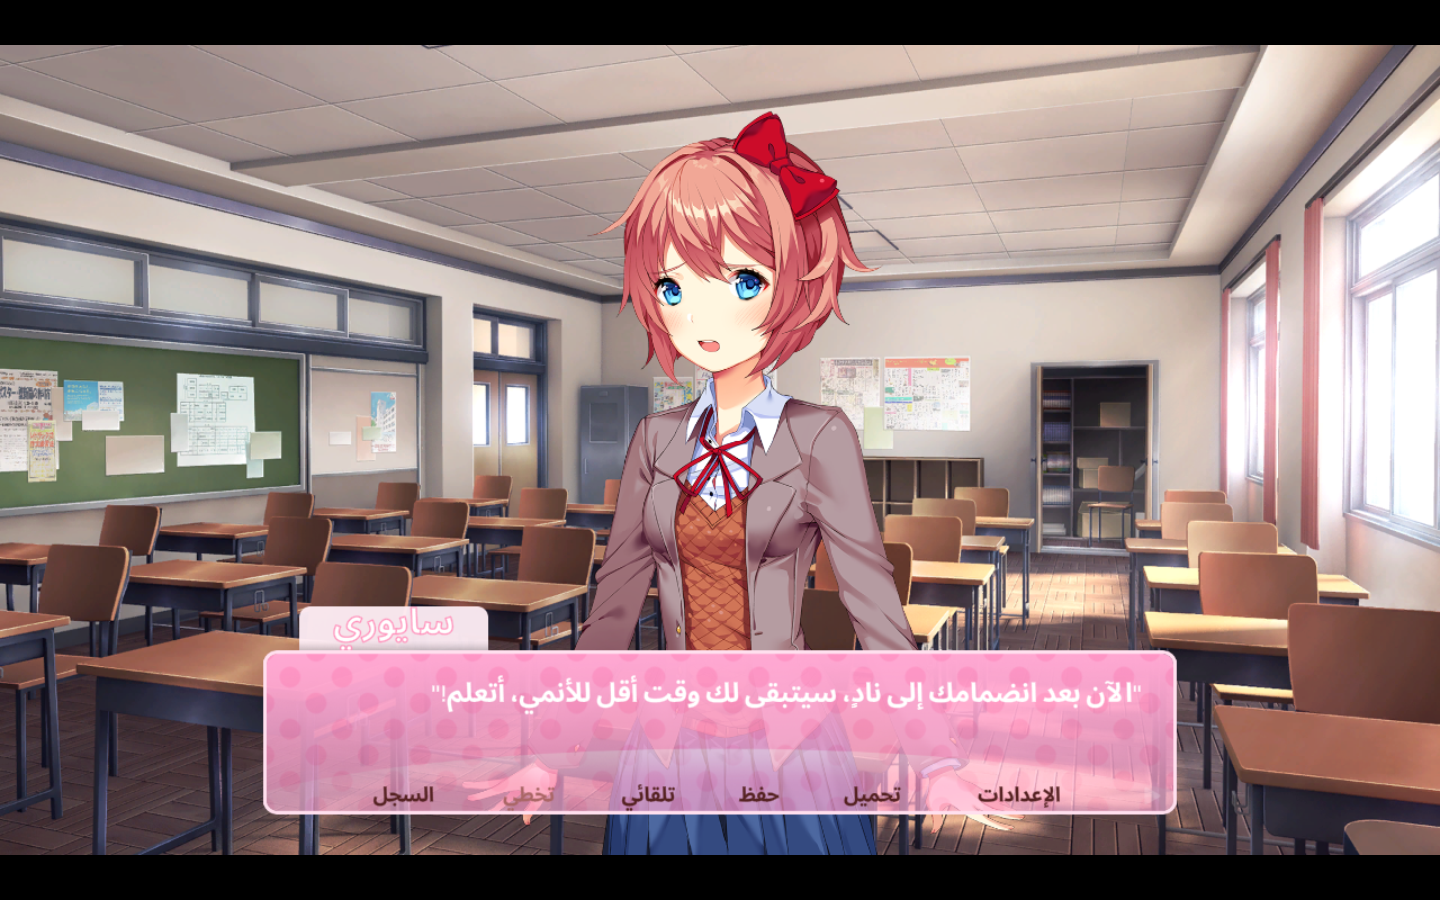 سايوري
"الآن بعد انضمامك إلى نادٍ، سيتبقى لك وقت أقل للأنمي، أتعلم!"
الإعدادات تحميل حفظ تلقائي تخطي السجل